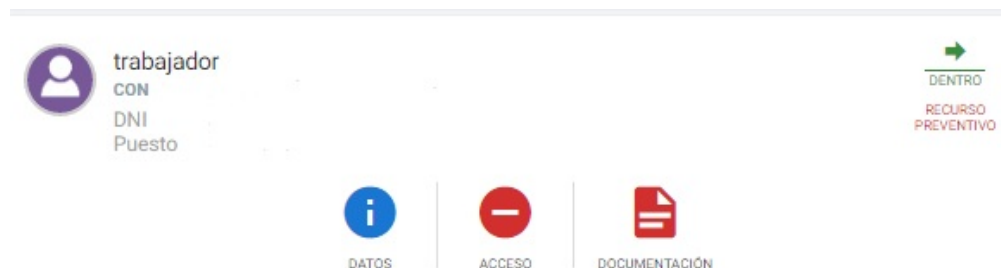 trabajador
CON
DNI
Puesto
DENTRO
RECURSO
PREVENTIVO
DATOS
ACCESO
DOCUMENTACIÓN